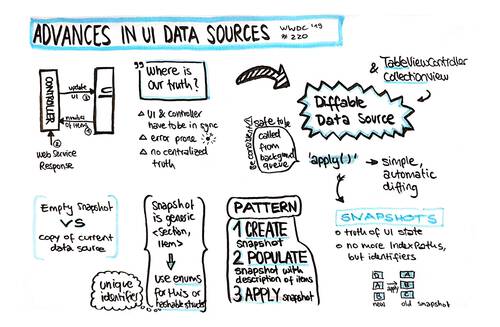 ADVANCES IN UI DATA SOURCES
WWDC '19
# 220
CONTROLLER
update
UI
UI
number
of items
Web Service
Response
"Where is
our truth?"
△ UI & controller
have to be in sync
△ error prone
△ no centralized
truth
& TableViewController
CollectionView
Diffable
Data Source
be consistent!
safe to be
called
from
background
queue
'apply()'
→ simple,
automatic
diffing
Empty snapshot
VS
copy of current
data source
Snapshot
is generic
<Section,
Item>
use enums
for this or
hashable structs
unique
identifier
PATTERN
1 CREATE
snapshot
2 POPULATE
snapshot with
description of items
3 APPLY snapshot
SNAPSHOTS
o truth of UI state
o no more IndexPaths,
but identifiers
D A
apply
A B
B C
new old snapshot